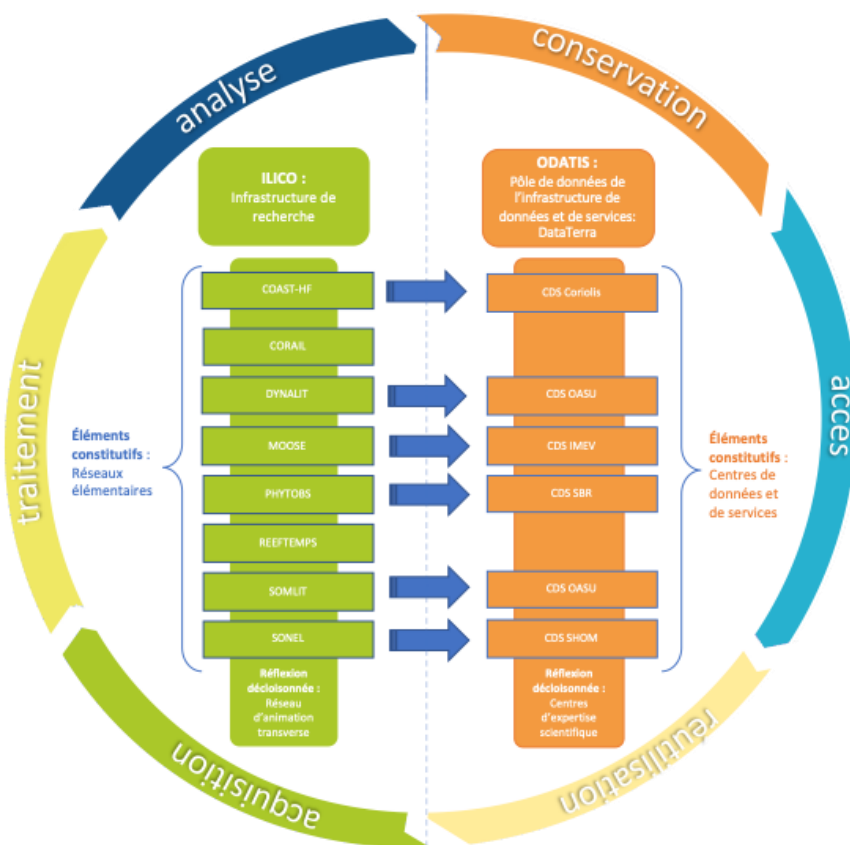 analyse
conservation
ILICO :
Infrastructure de
recherche
ODATIS :
Pôle de données de
l'infrastructure de
données et de services:
DataTerra
COAST-HF
CDS Coriolis
CORAIL
DYNALIT
CDS OASU
MOOSE
CDS IMEV
PHYTOBS
CDS SBR
REEFTEMPS
SOMLIT
CDS OASU
SONEL
CDS SHOM
Éléments
constitutifs :
Réseaux
élémentaires
Éléments
constitutifs :
Centres de
données et
de services
Réflexion
décloisonnée :
Réseau
d'animation
transverse
Réflexion
décloisonnée :
Centres
d'expertise
scientifique
traitement
accès
acquisition
réutilisation